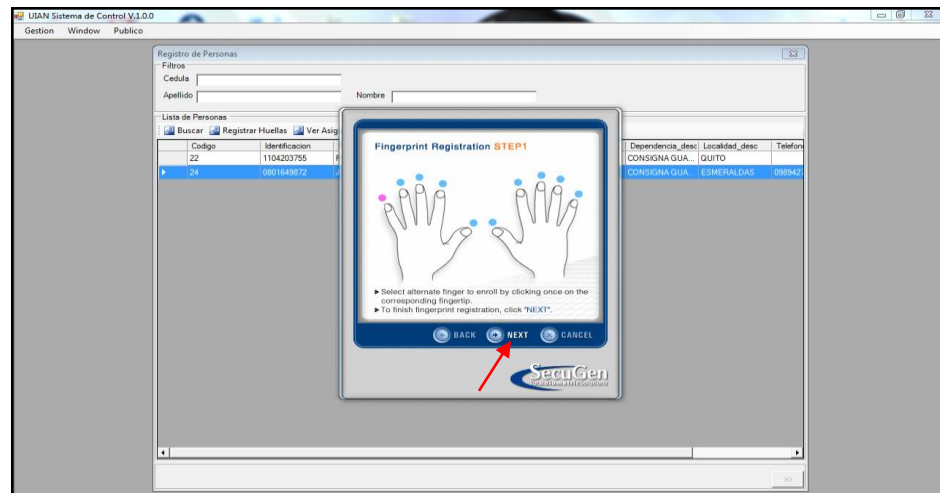 UIAN Sistema de Control V.1.0.0
Gestion Window Publico
Registro de Personas
Filtros
Cedula
Apellido Nombre
Lista de Personas
Buscar Registrar Huellas Ver Asig
Codigo Identificacion Dependencia_desc Localidad_desc Telefon
22 1104203755 CONSIGNA GUA... QUITO
24 0801649872 CONSIGNA GUA... ESMERALDAS 0989427
Fingerprint Registration STEP1
►Select alternate finger to enroll by clicking once on the
corresponding fingertip.
►To finish fingerprint registration, click "NEXT".
BACK NEXT CANCEL
SecuGen
>>